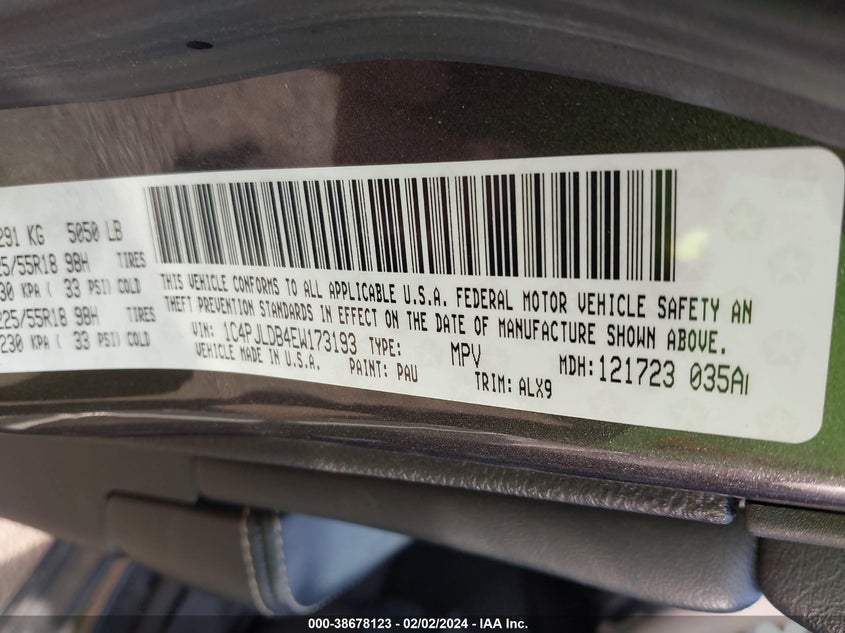 291 KG 5050 LB
25/55R18 98H TIRES
30 KPA ( 33 PSI) COLD
225/55R18 98H TIRES
230 KPA ( 33 PSI) COLD
THIS VEHICLE CONFORMS TO ALL APPLICABLE U.S.A. FEDERAL MOTOR VEHICLE SAFETY AN
THEFT PREVENTION STANDARDS IN EFFECT ON THE DATE OF MANUFACTURE SHOWN ABOVE.
VIN: 1C4PJLDB4EW173193 TYPE: MPV MDH:121723 035A
VEHICLE MADE IN U.S.A. PAINT: PAU TRIM: ALX9
000-38678123 — 02/02/2024 — IAA Inc.